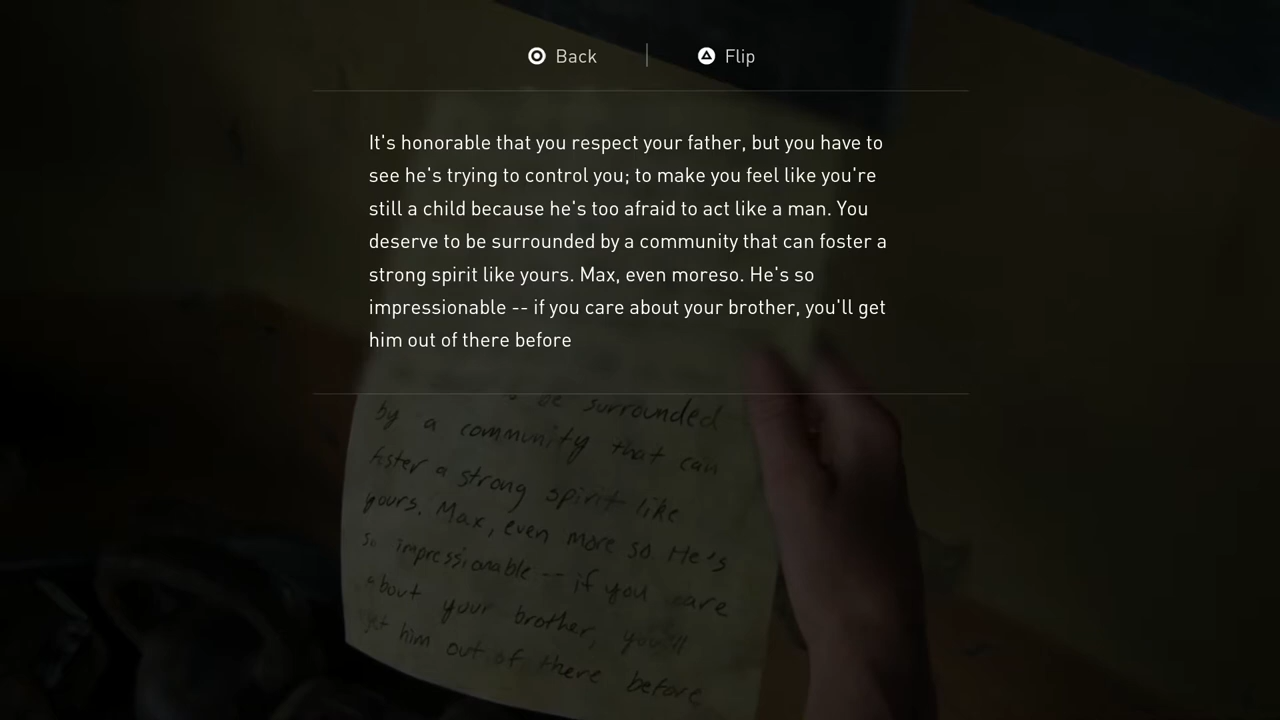 Back
Flip
It's honorable that you respect your father, but you have to
see he's trying to control you; to make you feel like you're
still a child because he's too afraid to act like a man. You
deserve to be surrounded by a community that can foster a
strong spirit like yours. Max, even moreso. He's so
impressionable -- if you care about your brother, you'll get
him out of there before
be surrounded
by a community that can
foster a strong spirit like
yours. Max, even more so He's
so impressionable -- if you care
about your brother, you'll
get him out of there before